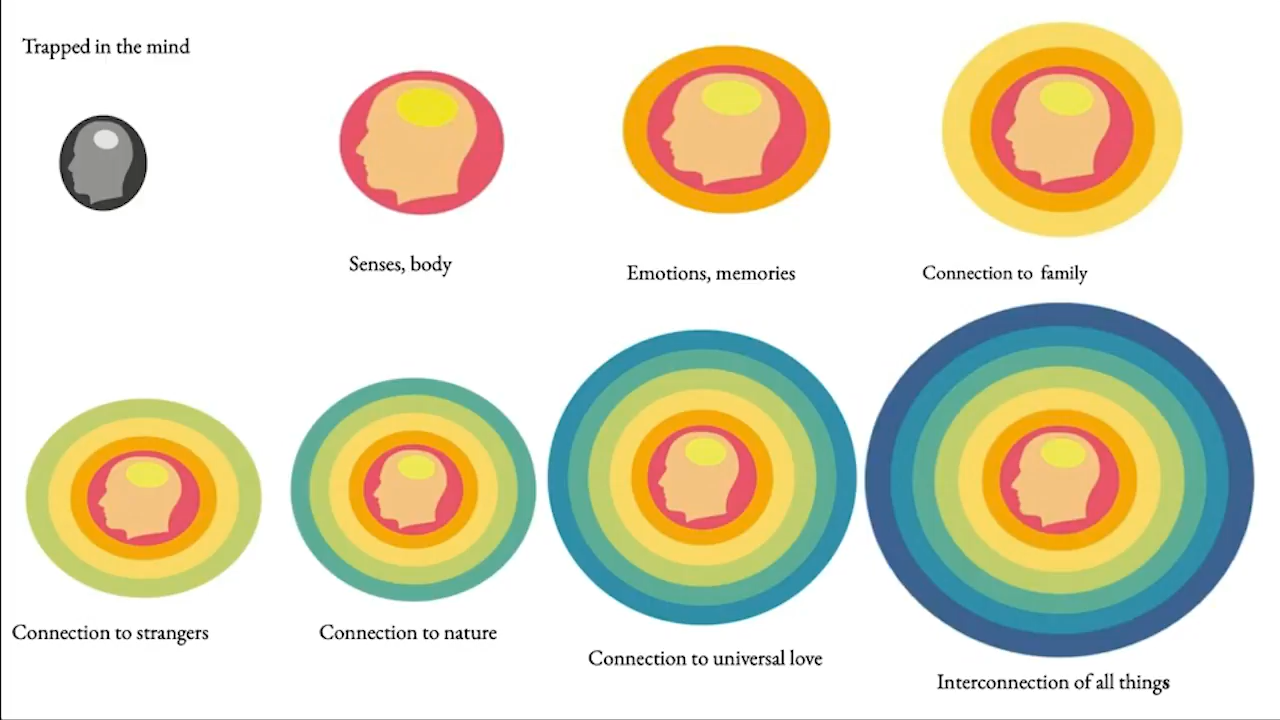 Trapped in the mind
Senses, body
Emotions, memories
Connection to family
Connection to strangers
Connection to nature
Connection to universal love
Interconnection of all things